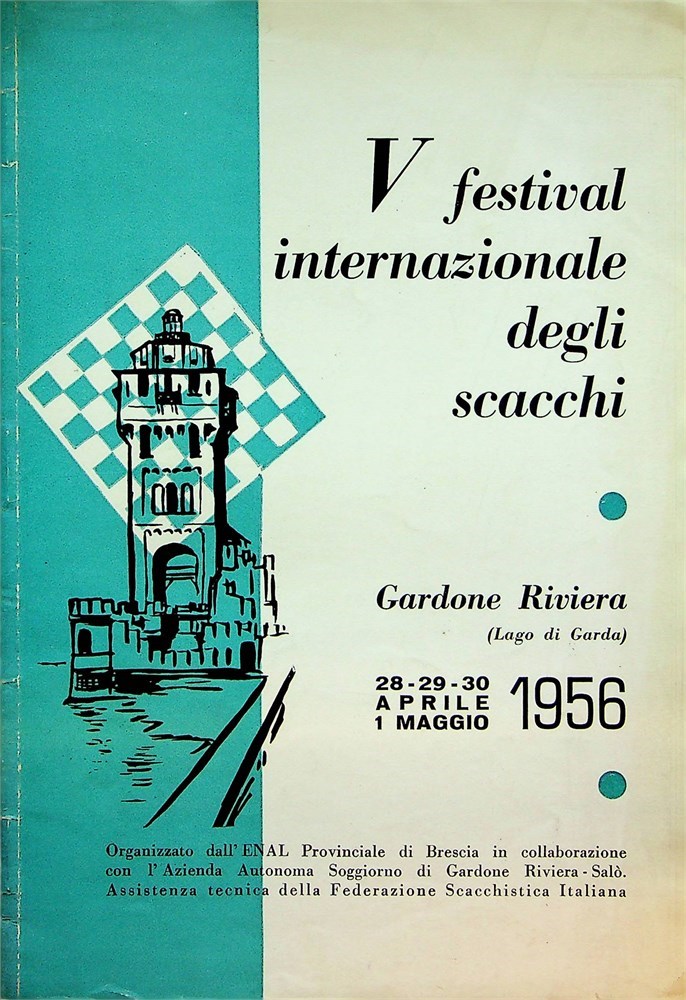 V festival
internazionale
degli
scacchi
Gardone Riviera
(Lago di Garda)
28-29-30
APRILE
1 MAGGIO
1956
Organizzato dall' ENAL Provinciale di Brescia in collaborazione
con l' Azienda Autonoma Soggiorno di Gardone Riviera - Salò.
Assistenza tecnica della Federazione Scacchistica Italiana